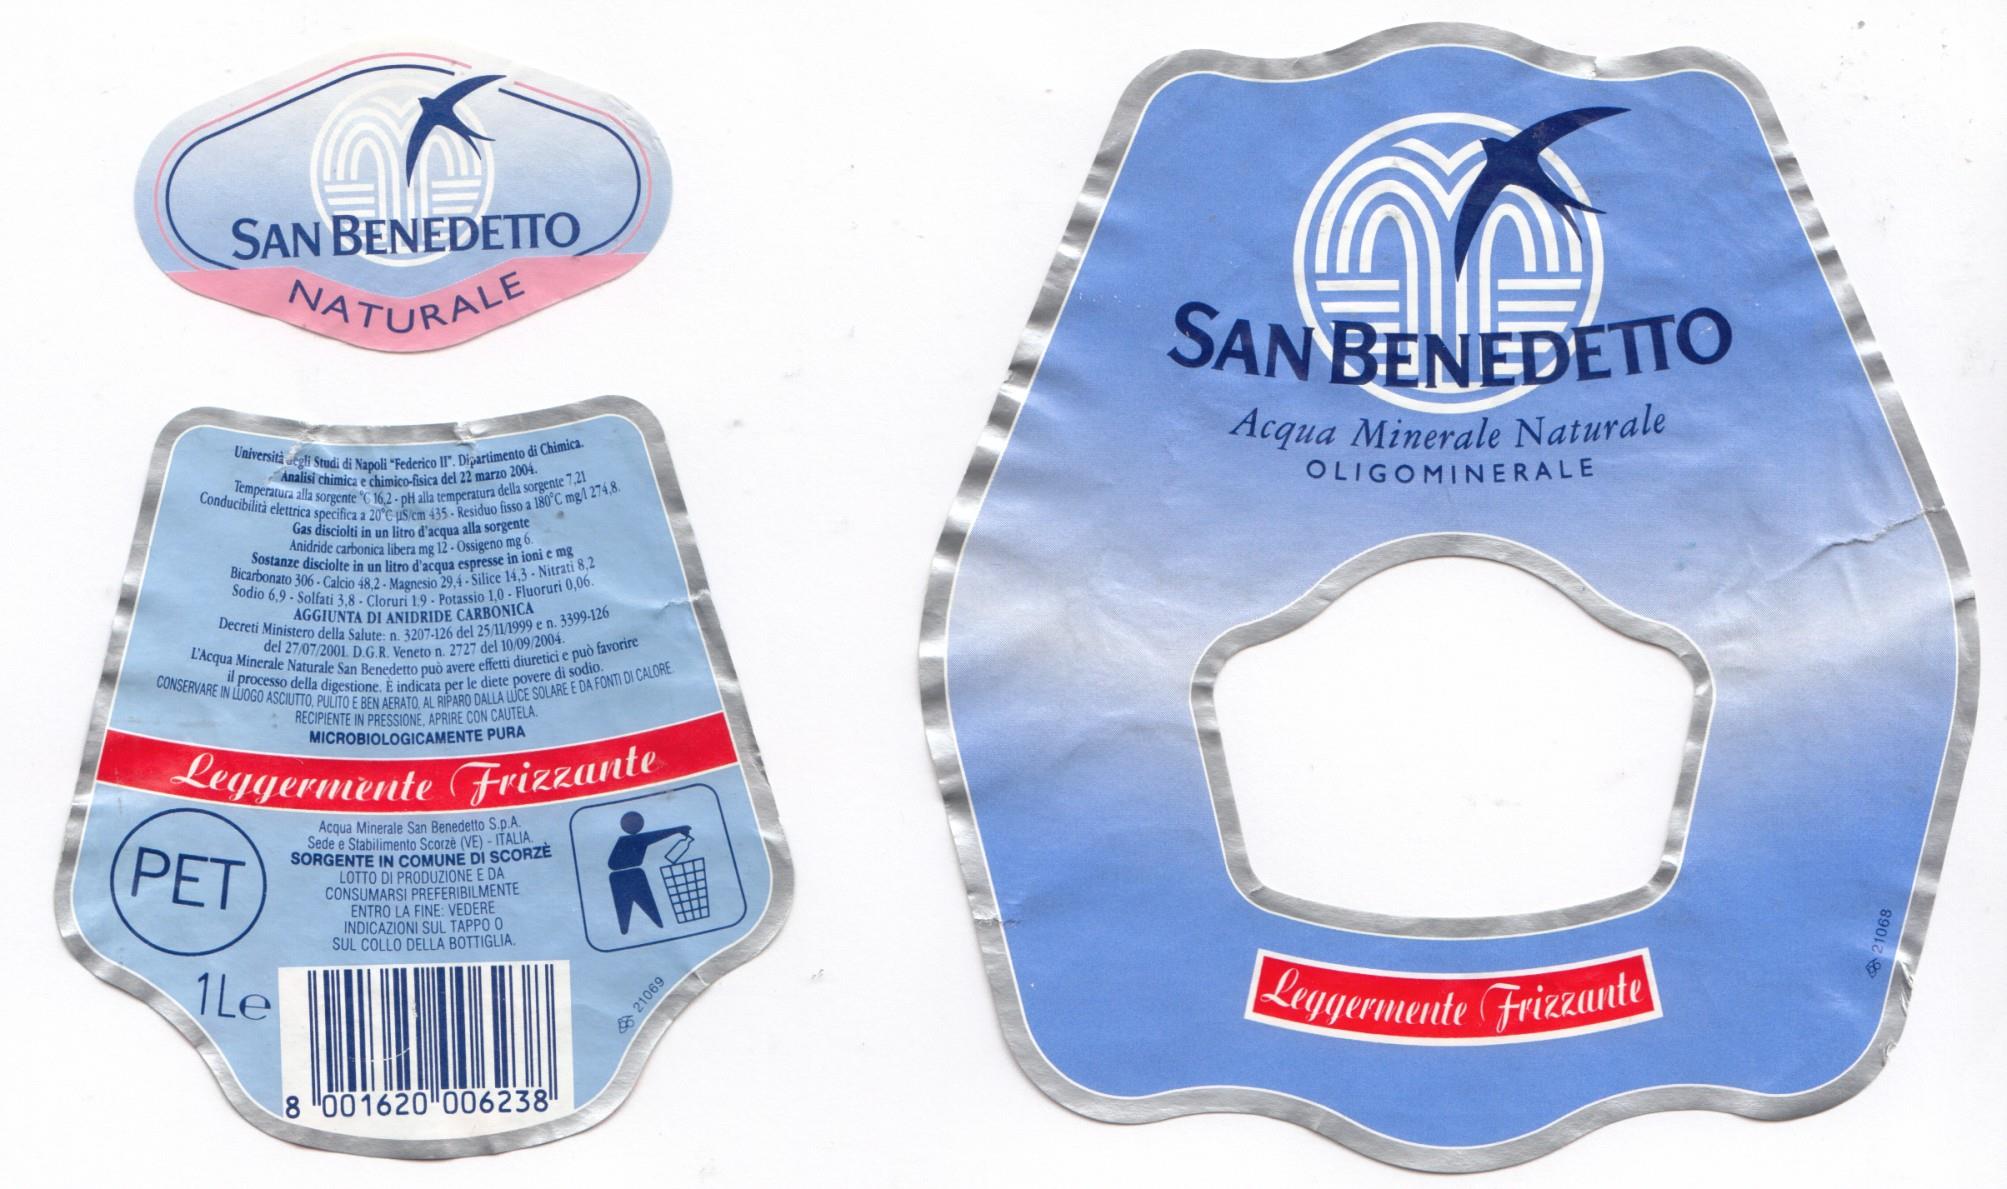 SAN BENEDETTO
NATURALE
Università degli Studi di Napoli "Federico II". Dipartimento di Chimica.
Analisi chimica e chimico-fisica del 22 marzo 2004.
Temperatura alla sorgente °C 16,2 - pH alla temperatura della sorgente 7,21
Conducibilità elettrica specifica a 20°C µS/cm 435 - Residuo fisso a 180°C mg/l 274,8.
Gas disciolti in un litro d'acqua alla sorgente
Anidride carbonica libera mg 12 - Ossigeno mg 6.
Sostanze disciolte in un litro d'acqua espresse in ioni e mg
Bicarbonato 306 - Calcio 48,2 - Magnesio 29,4 - Silice 14,3 - Nitrati 8,2
Sodio 6,9 - Solfati 3,8 - Cloruri 1,9 - Potassio 1,0 - Fluoruri 0,06.
AGGIUNTA DI ANIDRIDE CARBONICA
Decreti Ministero della Salute: n. 3207-126 del 25/11/1999 e n. 3399-126
del 27/07/2001. D.G.R. Veneto n. 2727 del 10/09/2004.
L'Acqua Minerale Naturale San Benedetto può avere effetti diuretici e può favorire
il processo della digestione. È indicata per le diete povere di sodio.
CONSERVARE IN LUOGO ASCIUTTO, PULITO E BEN AERATO, AL RIPARO DALLA LUCE SOLARE E DA FONTI DI CALORE.
RECIPIENTE IN PRESSIONE, APRIRE CON CAUTELA.
MICROBIOLOGICAMENTE PURA
Leggermente Frizzante
PET
Acqua Minerale San Benedetto S.p.A.
Sede e Stabilimento Scorzè (VE) - ITALIA.
SORGENTE IN COMUNE DI SCORZÈ
LOTTO DI PRODUZIONE E DA
CONSUMARSI PREFERIBILMENTE
ENTRO LA FINE: VEDERE
INDICAZIONI SUL TAPPO O
SUL COLLO DELLA BOTTIGLIA.
1 L e
21069
8 001620 006238
SAN BENEDETTO
Acqua Minerale Naturale
OLIGOMINERALE
Leggermente Frizzante
21068